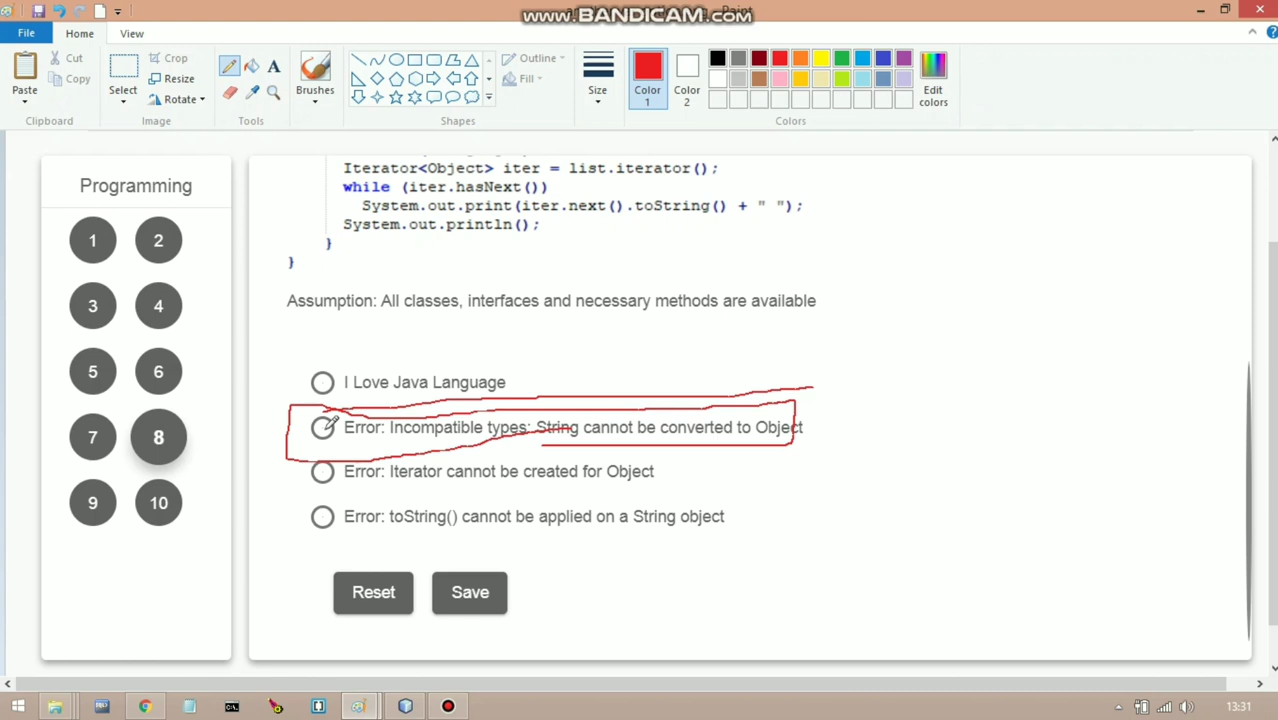 www.BANDICAM.com
File
Home
View
Paste
Cut
Copy
Clipboard
Select
Crop
Resize
Rotate
Image
Tools
Brushes
Shapes
Outline
Fill
Size
Color 1
Color 2
Colors
Edit colors
Programming
1 2
3 4
5 6
7 8
9 10
Iterator<Object> iter = list.iterator();
while (iter.hasNext())
System.out.print(iter.next().toString() + " ");
System.out.println();
}
}
Assumption: All classes, interfaces and necessary methods are available
I Love Java Language
Error: Incompatible types: String cannot be converted to Object
Error: Iterator cannot be created for Object
Error: toString() cannot be applied on a String object
Reset
Save
13:31